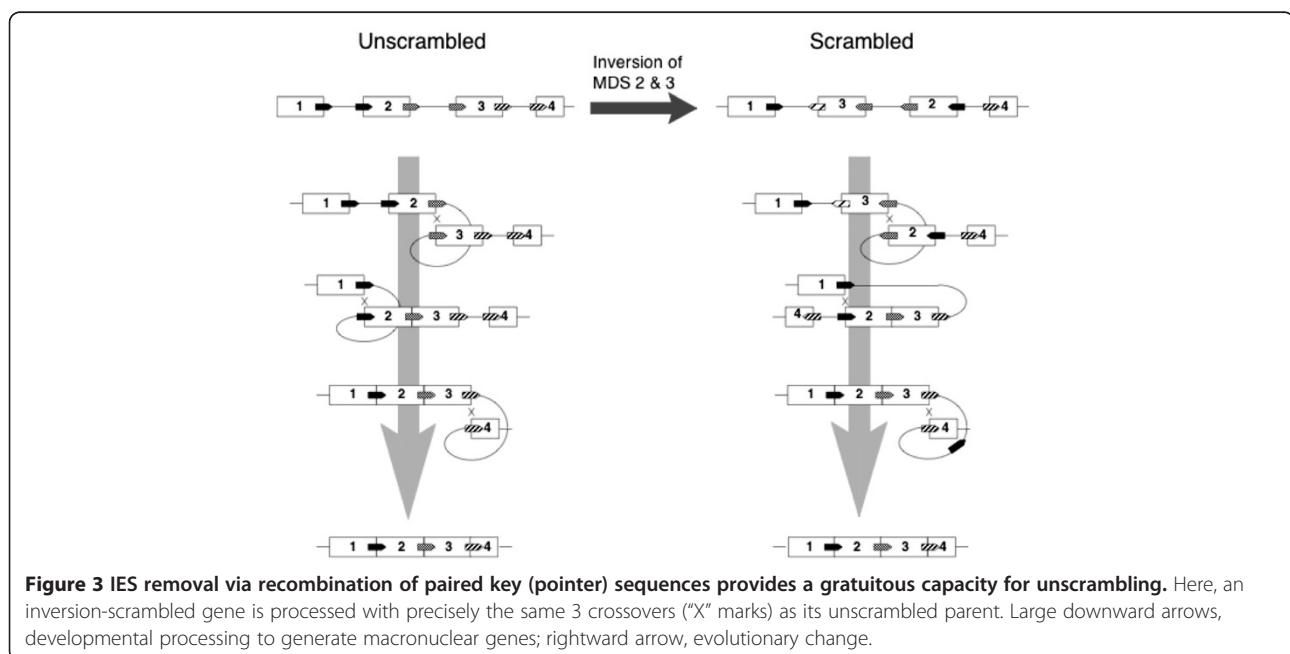 Unscrambled
Scrambled
Inversion of
MDS 2 & 3
1 2 3 4
1 3 2 4
1 2
3 4
1 3
2 4
1
2 3 4
1
4 2 3
1 2 3
4
1 2 3
4
X
X
X
X
X
X
1 2 3 4
1 2 3 4
Figure 3 IES removal via recombination of paired key (pointer) sequences provides a gratuitous capacity for unscrambling. Here, an
inversion-scrambled gene is processed with precisely the same 3 crossovers (“X” marks) as its unscrambled parent. Large downward arrows,
developmental processing to generate macronuclear genes; rightward arrow, evolutionary change.